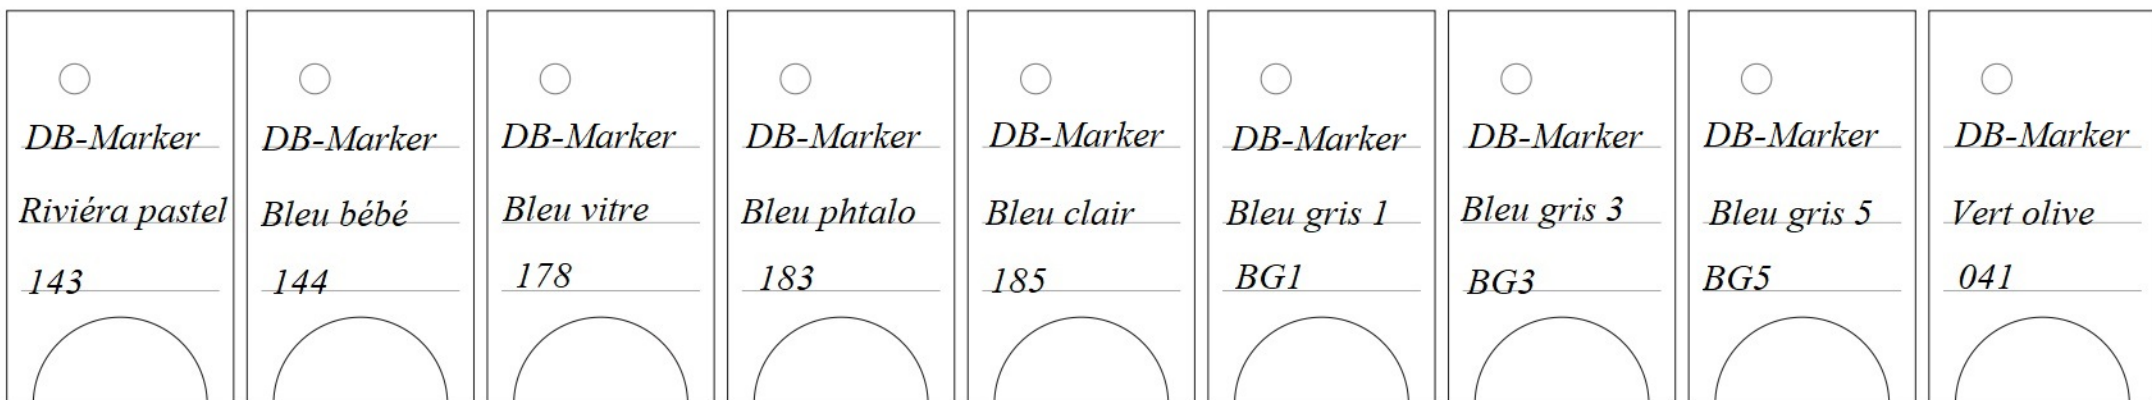 DB-Marker
Riviéra pastel
143
DB-Marker
Bleu bébé
144
DB-Marker
Bleu vitre
178
DB-Marker
Bleu phtalo
183
DB-Marker
Bleu clair
185
DB-Marker
Bleu gris 1
BG1
DB-Marker
Bleu gris 3
BG3
DB-Marker
Bleu gris 5
BG5
DB-Marker
Vert olive
041